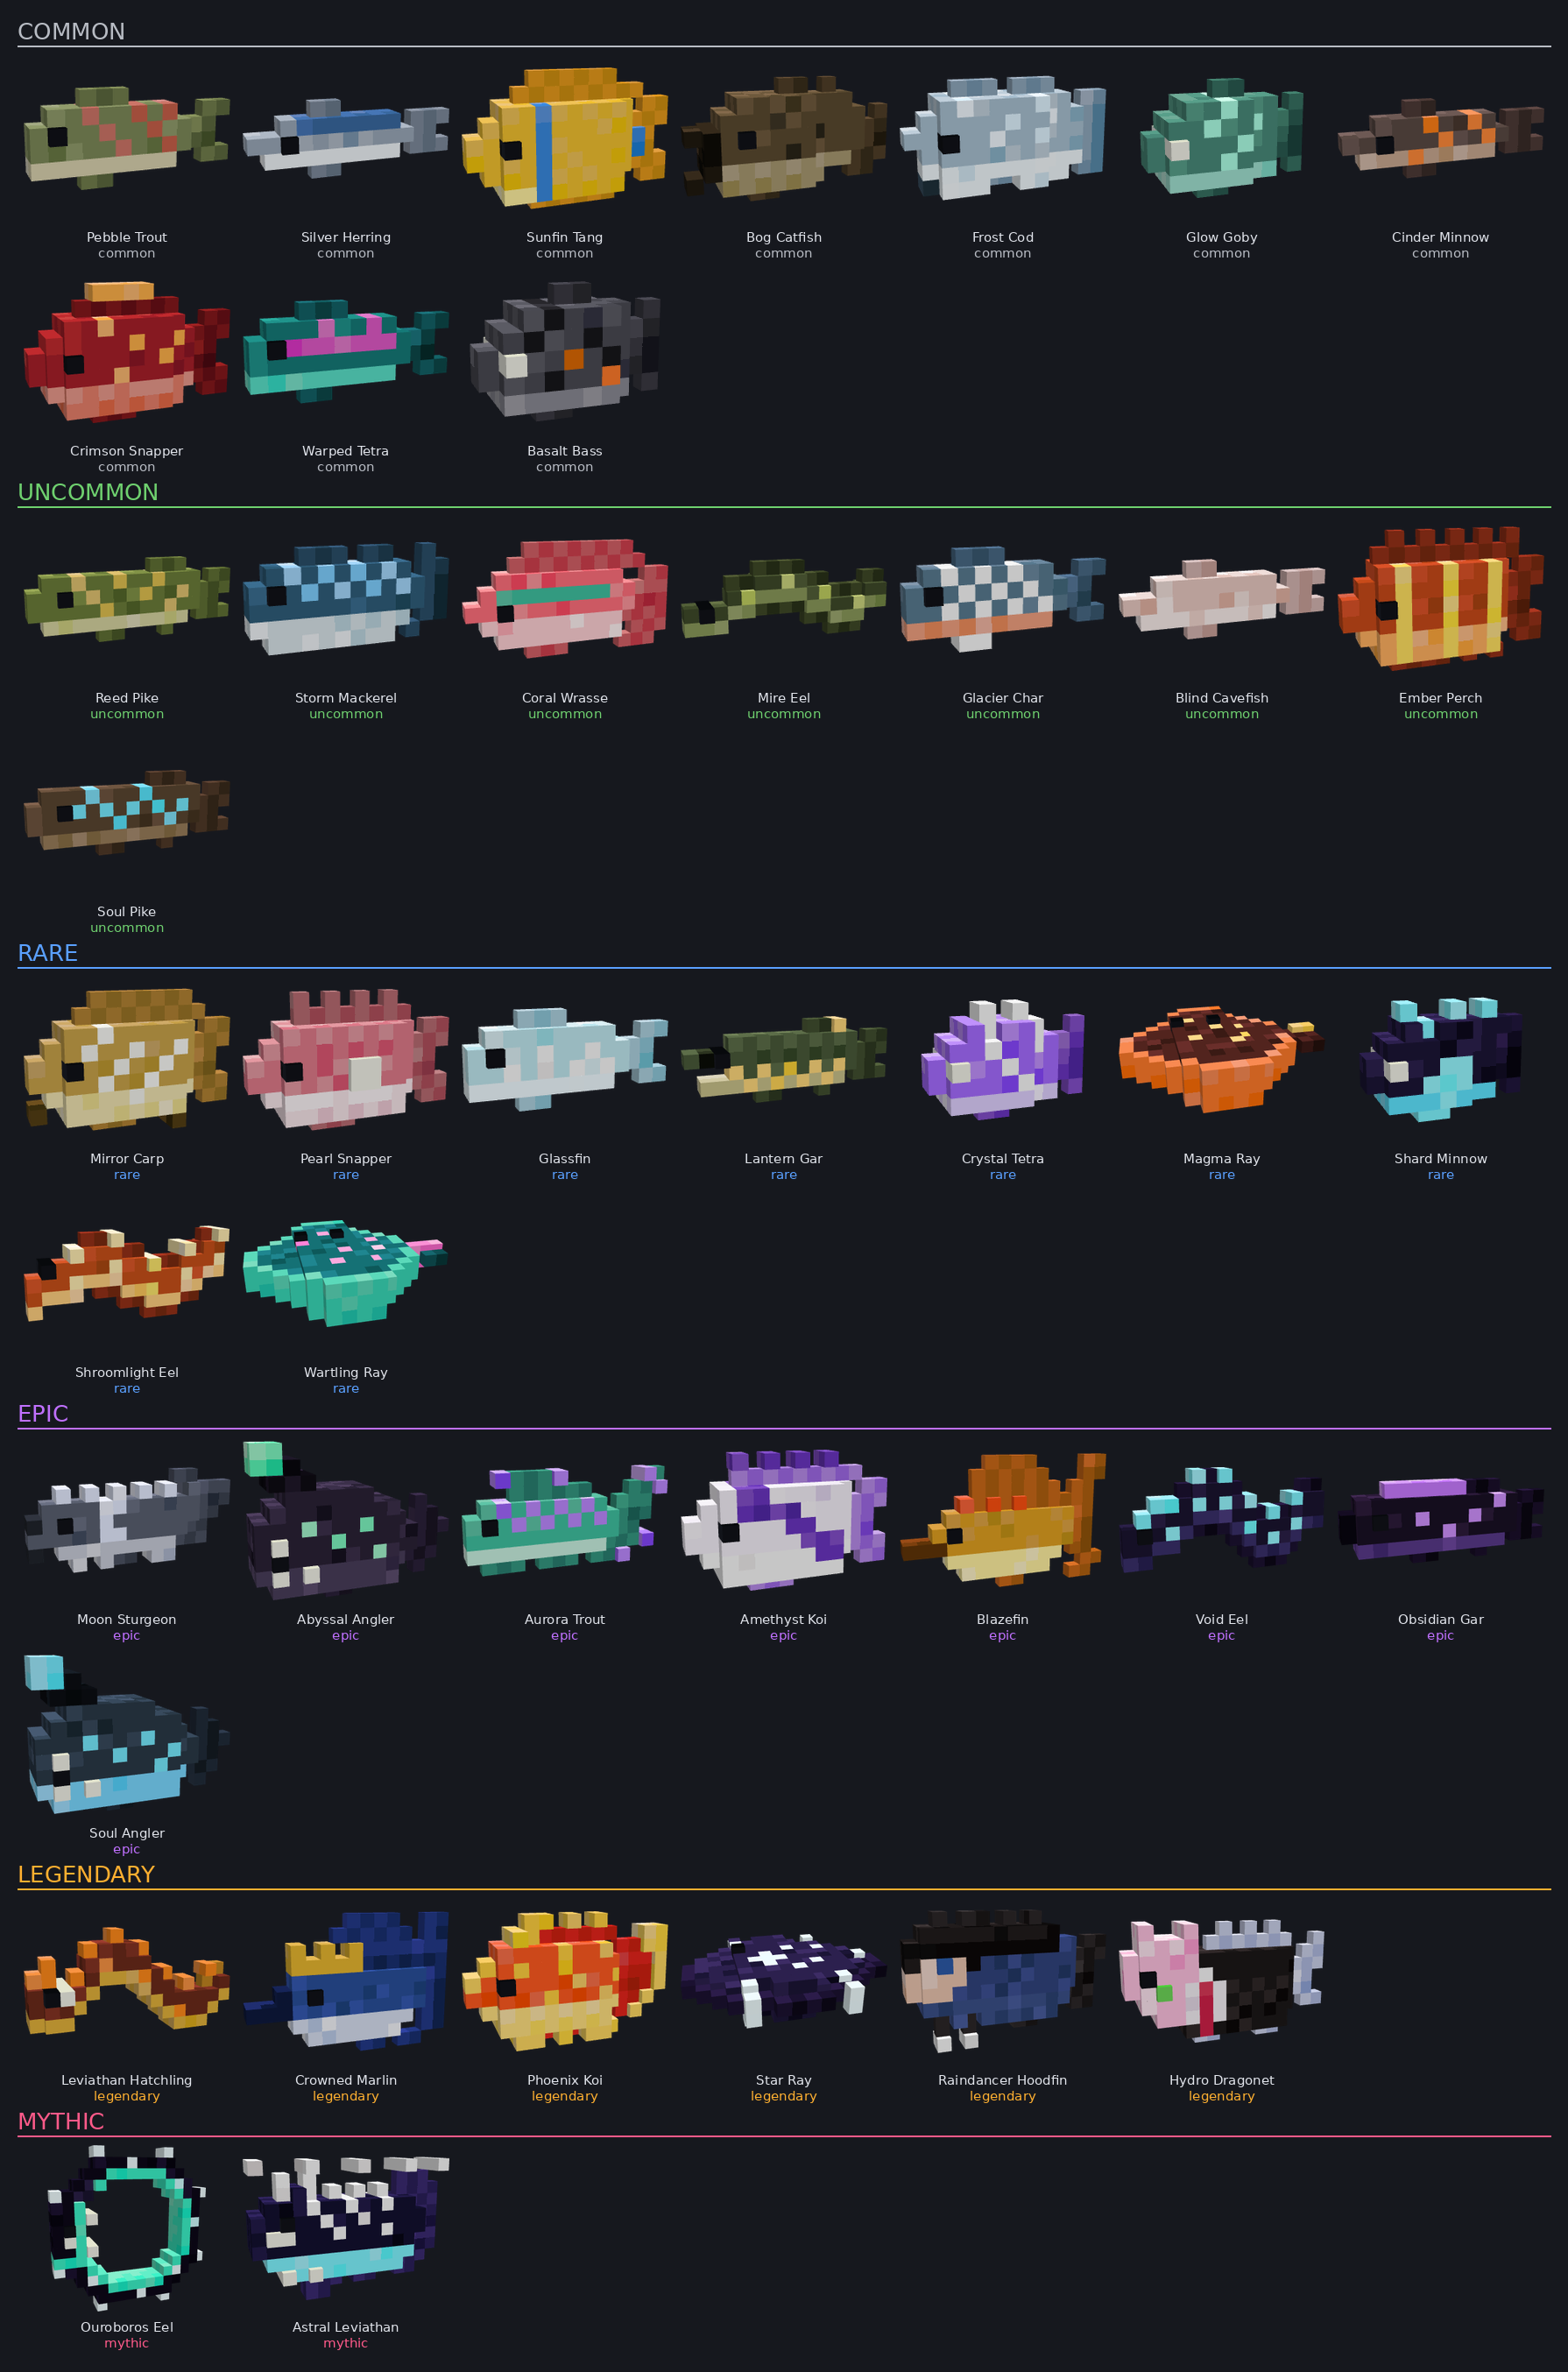 COMMON
Pebble Trout
common
Silver Herring
common
Sunfin Tang
common
Bog Catfish
common
Frost Cod
common
Glow Goby
common
Cinder Minnow
common
Crimson Snapper
common
Warped Tetra
common
Basalt Bass
common
UNCOMMON
Reed Pike
uncommon
Storm Mackerel
uncommon
Coral Wrasse
uncommon
Mire Eel
uncommon
Glacier Char
uncommon
Blind Cavefish
uncommon
Ember Perch
uncommon
Soul Pike
uncommon
RARE
Mirror Carp
rare
Pearl Snapper
rare
Glassfin
rare
Lantern Gar
rare
Crystal Tetra
rare
Magma Ray
rare
Shard Minnow
rare
Shroomlight Eel
rare
Wartling Ray
rare
EPIC
Moon Sturgeon
epic
Abyssal Angler
epic
Aurora Trout
epic
Amethyst Koi
epic
Blazefin
epic
Void Eel
epic
Obsidian Gar
epic
Soul Angler
epic
LEGENDARY
Leviathan Hatchling
legendary
Crowned Marlin
legendary
Phoenix Koi
legendary
Star Ray
legendary
Raindancer Hoodfin
legendary
Hydro Dragonet
legendary
MYTHIC
Ouroboros Eel
mythic
Astral Leviathan
mythic